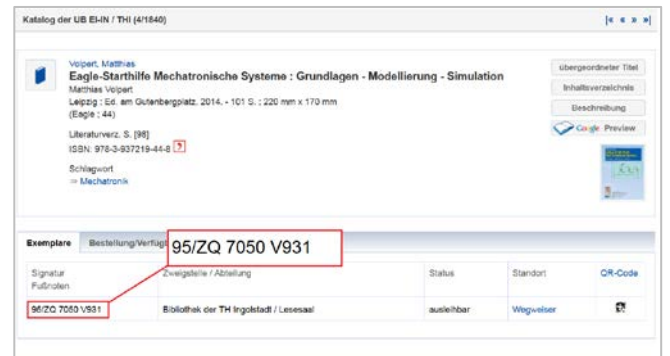 Katalog der UB EI-IN / THI (4/1840)
|« « » »|
Volpert, Matthias
Eagle-Starthilfe Mechatronische Systeme : Grundlagen - Modellierung - Simulation
Matthias Volpert
Leipzig : Ed. am Gutenbergplatz, 2014. - 101 S. ; 220 mm x 170 mm
(Eagle ; 44)
Literaturverz. S. [98]
ISBN: 978-3-937219-44-8 ?
Schlagwort
⇒ Mechatronik
übergeordneter Titel
Inhaltsverzeichnis
Beschreibung
Google Preview
Exemplare Bestellung/Verfügb
95/ZQ 7050 V931
Signatur Zweigstelle / Abteilung Status Standort QR-Code
Fußnoten
95/ZQ 7050 V931 Bibliothek der TH Ingolstadt / Lesesaal ausleihbar Wegweiser